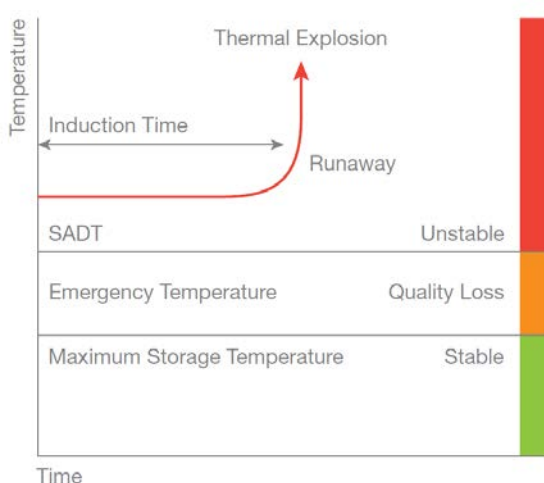 Temperature
Thermal Explosion
Induction Time
Runaway
SADT Unstable
Emergency Temperature Quality Loss
Maximum Storage Temperature Stable
Time